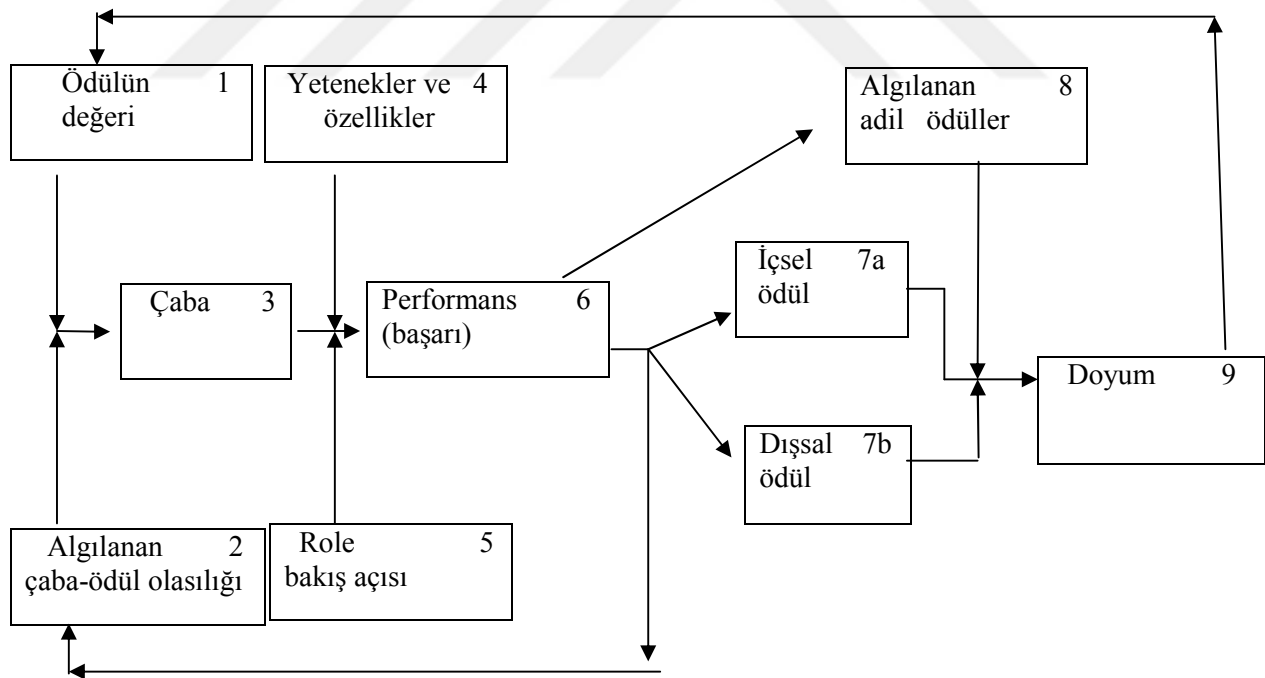 Ödülün 1
değeri
Yetenekler ve 4
özellikler
Algılanan 8
adil ödüller
Çaba 3
Performans 6
(başarı)
İçsel 7a
ödül
Dışsal 7b
ödül
Doyum 9
Algılanan 2
çaba-ödül olasılığı
Role 5
bakış açısı